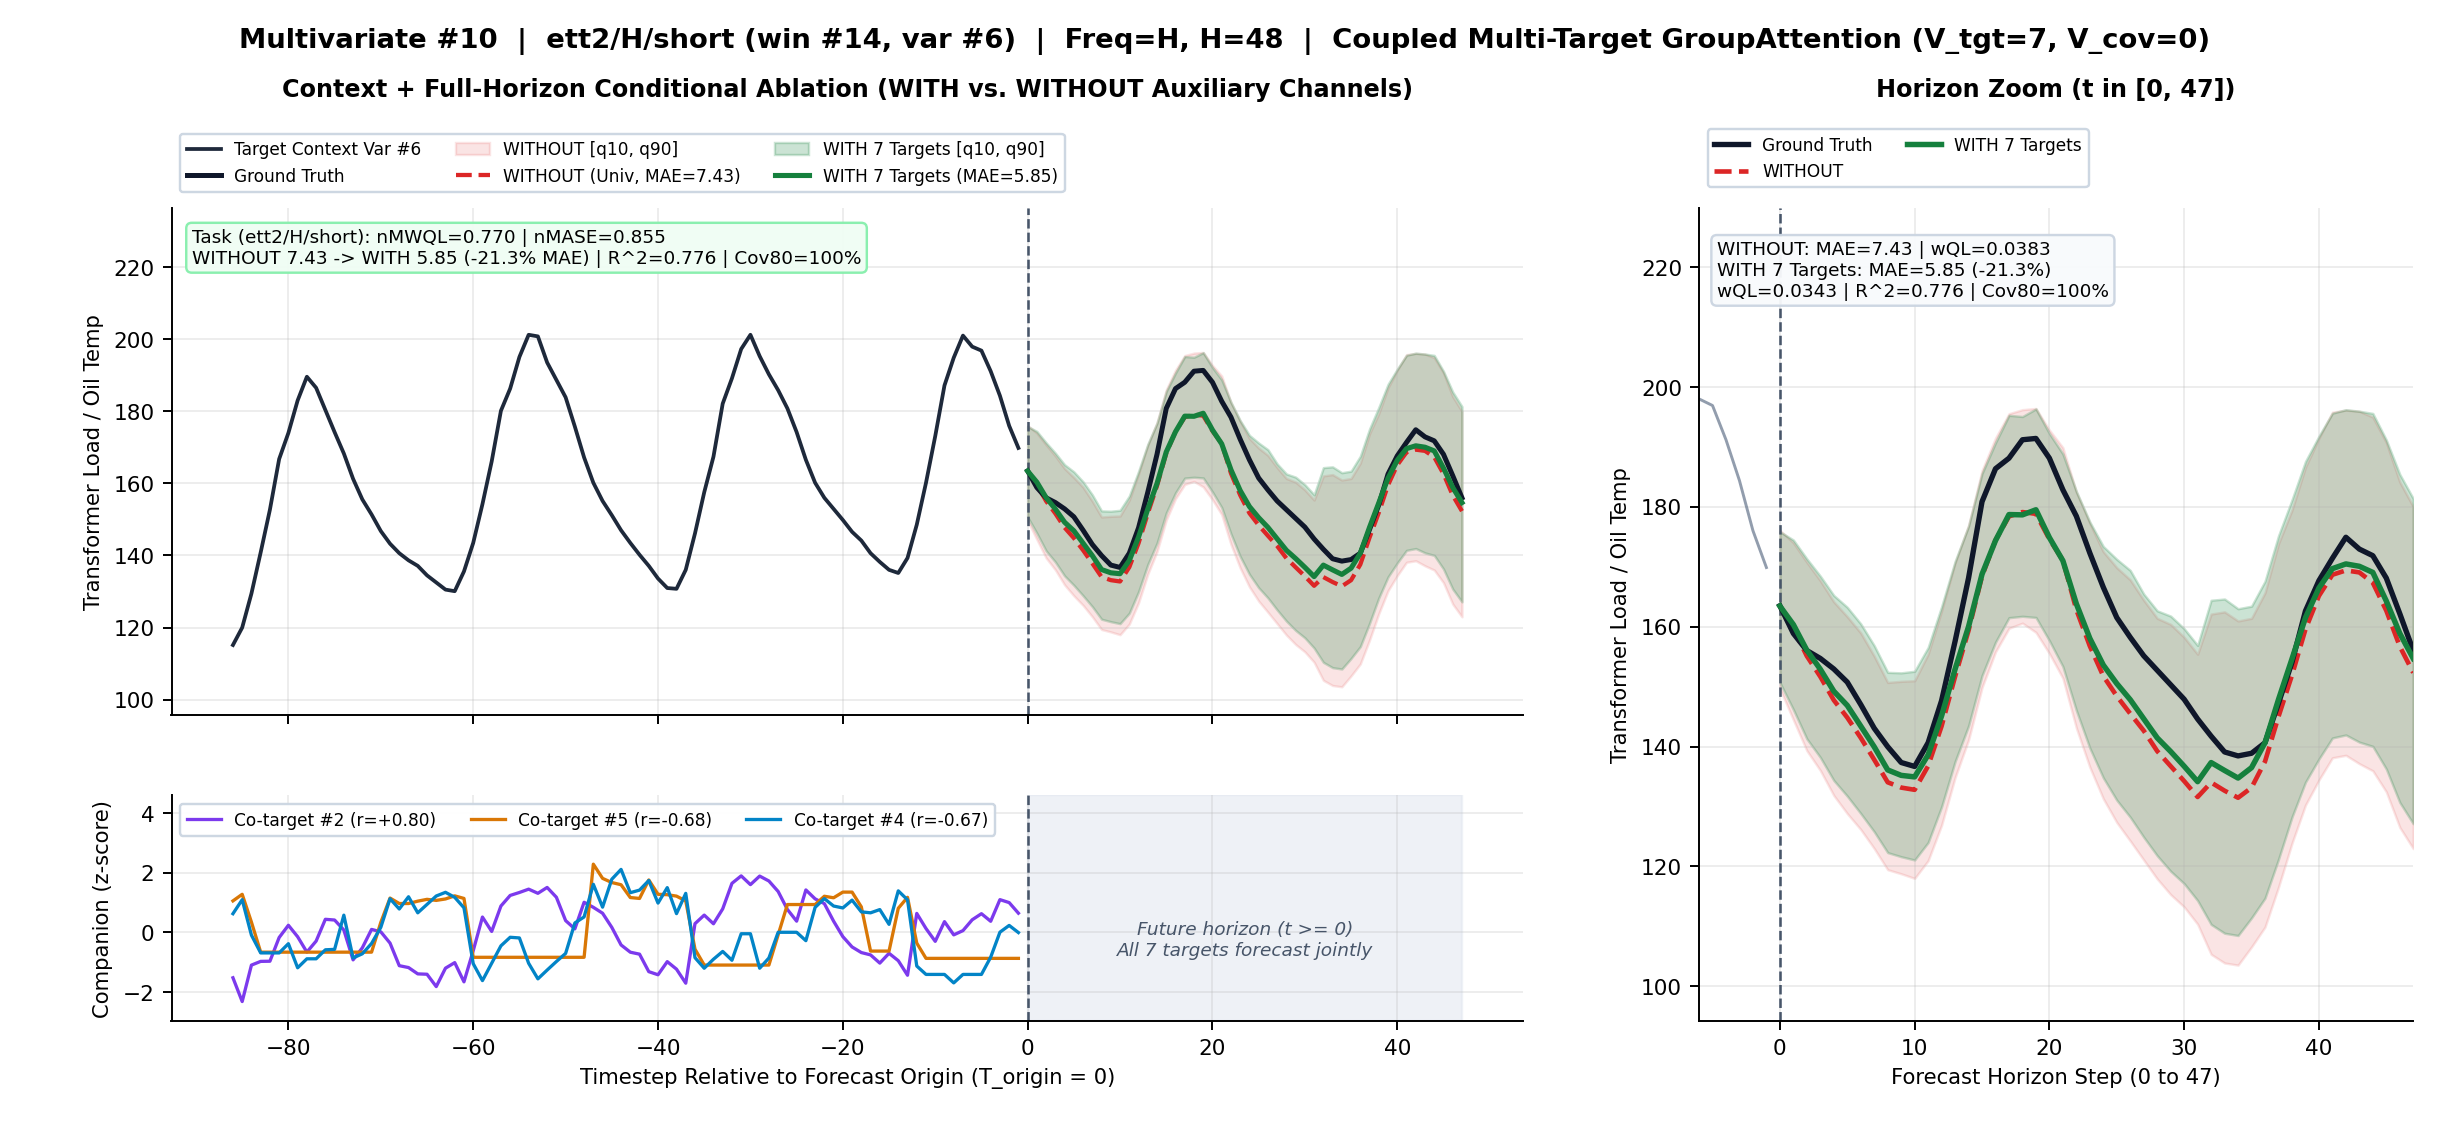 Multivariate #10 | ett2/H/short (win #14, var #6) | Freq=H, H=48 | Coupled Multi-Target GroupAttention (V_tgt=7, V_cov=0)
Context + Full-Horizon Conditional Ablation (WITH vs. WITHOUT Auxiliary Channels)
Target Context Var #6
Ground Truth
WITHOUT [q10, q90]
WITHOUT (Univ, MAE=7.43)
WITH 7 Targets [q10, q90]
WITH 7 Targets (MAE=5.85)
Task (ett2/H/short): nMWQL=0.770 | nMASE=0.855
WITHOUT 7.43 -> WITH 5.85 (-21.3% MAE) | R^2=0.776 | Cov80=100%
Transformer Load / Oil Temp
220
200
180
160
140
120
100
Co-target #2 (r=+0.80)
Co-target #5 (r=-0.68)
Co-target #4 (r=-0.67)
Companion (z-score)
4
2
0
−2
Future horizon (t >= 0)
All 7 targets forecast jointly
−80
−60
−40
−20
0
20
40
Timestep Relative to Forecast Origin (T_origin = 0)
Horizon Zoom (t in [0, 47])
Ground Truth
WITHOUT
WITH 7 Targets
WITHOUT: MAE=7.43 | wQL=0.0383
WITH 7 Targets: MAE=5.85 (-21.3%)
wQL=0.0343 | R^2=0.776 | Cov80=100%
Transformer Load / Oil Temp
220
200
180
160
140
120
100
0
10
20
30
40
Forecast Horizon Step (0 to 47)